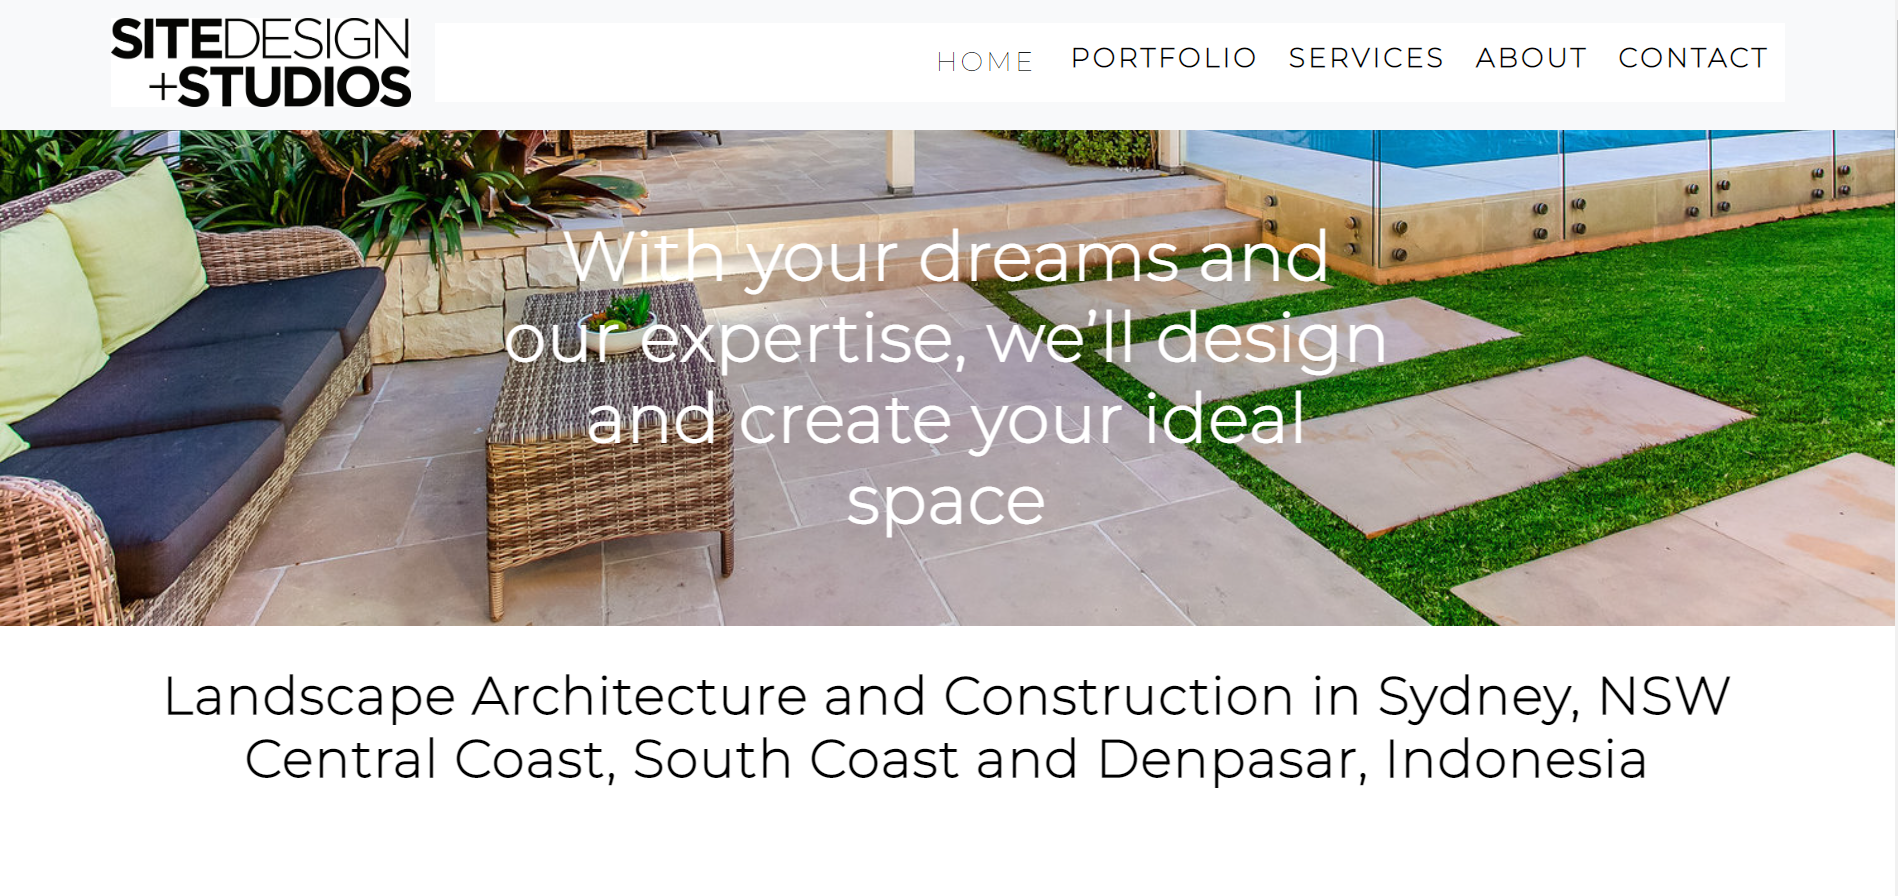 SITEDESIGN
+STUDIOS
HOME PORTFOLIO SERVICES ABOUT CONTACT
With your dreams and
our expertise, we’ll design
and create your ideal
space
Landscape Architecture and Construction in Sydney, NSW
Central Coast, South Coast and Denpasar, Indonesia